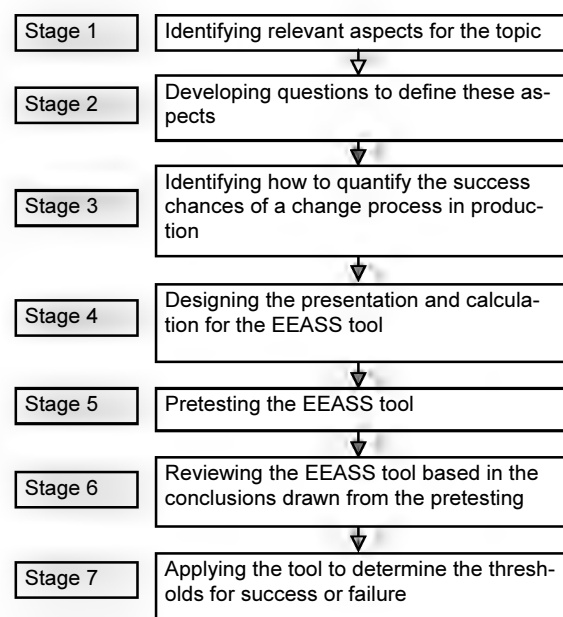 Stage 1
Identifying relevant aspects for the topic
Stage 2
Developing questions to define these as-
pects
Stage 3
Identifying how to quantify the success
chances of a change process in produc-
tion
Stage 4
Designing the presentation and calcula-
tion for the EEASS tool
Stage 5
Pretesting the EEASS tool
Stage 6
Reviewing the EEASS tool based in the
conclusions drawn from the pretesting
Stage 7
Applying the tool to determine the thresh-
olds for success or failure